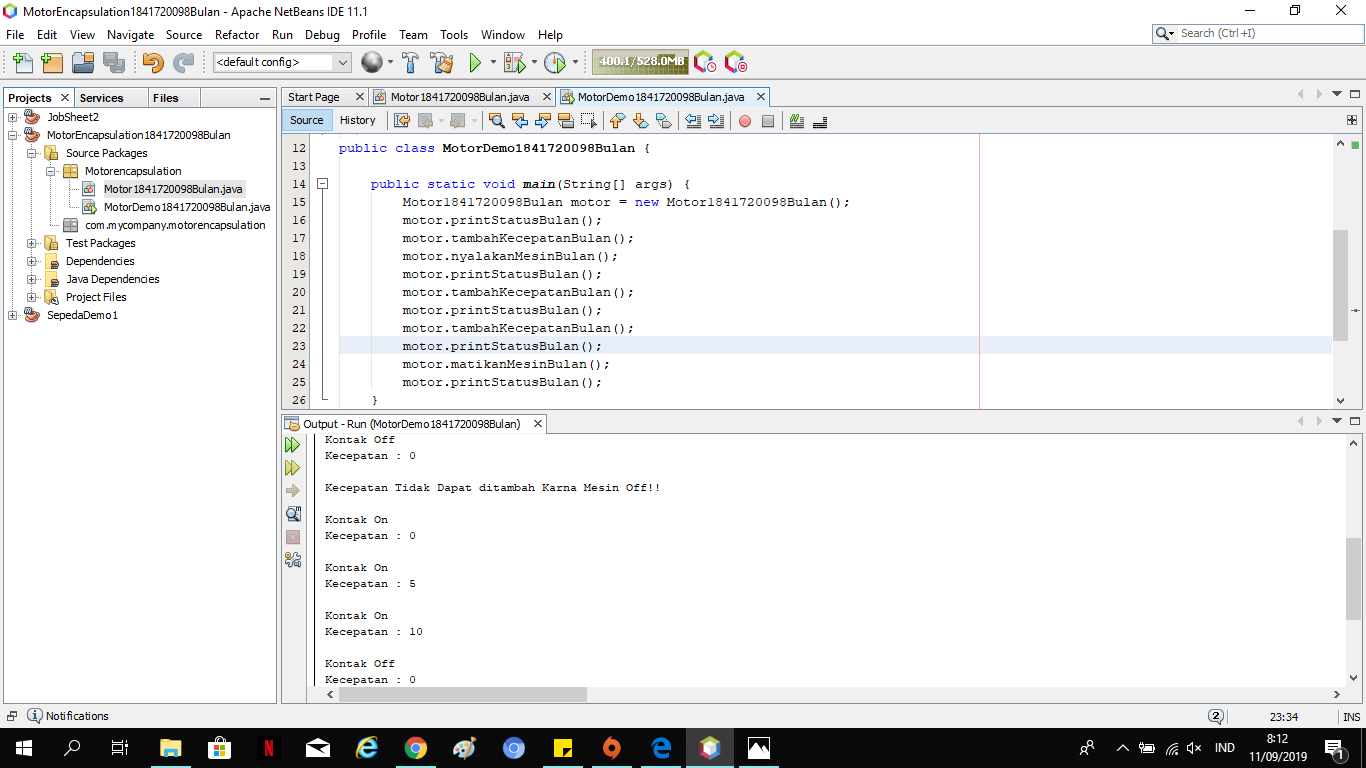 MotorEncapsulation1841720098Bulan - Apache NetBeans IDE 11.1
File Edit View Navigate Source Refactor Run Debug Profile Team Tools Window Help
Search (Ctrl+I)
<default config>
400.1/528.0MB
Projects Services Files
Start Page Motor1841720098Bulan.java MotorDemo1841720098Bulan.java
Source History
JobSheet2
MotorEncapsulation1841720098Bulan
Source Packages
Motorencapsulation
Motor1841720098Bulan.java
MotorDemo1841720098Bulan.java
com.mycompany.motorencapsulation
Test Packages
Dependencies
Java Dependencies
Project Files
SepedaDemo1
12 public class MotorDemo1841720098Bulan {
13
14 public static void main(String[] args) {
15 Motor1841720098Bulan motor = new Motor1841720098Bulan();
16 motor.printStatusBulan();
17 motor.tambahKecepatanBulan();
18 motor.nyalakanMesinBulan();
19 motor.printStatusBulan();
20 motor.tambahKecepatanBulan();
21 motor.printStatusBulan();
22 motor.tambahKecepatanBulan();
23 motor.printStatusBulan();
24 motor.matikanMesinBulan();
25 motor.printStatusBulan();
26 }
Output - Run (MotorDemo1841720098Bulan)
Kontak Off
Kecepatan : 0
Kecepatan Tidak Dapat ditambah Karna Mesin Off!!
Kontak On
Kecepatan : 0
Kontak On
Kecepatan : 5
Kontak On
Kecepatan : 10
Kontak Off
Kecepatan : 0
Notifications
2
23:34
INS
IND
8:12
11/09/2019
1